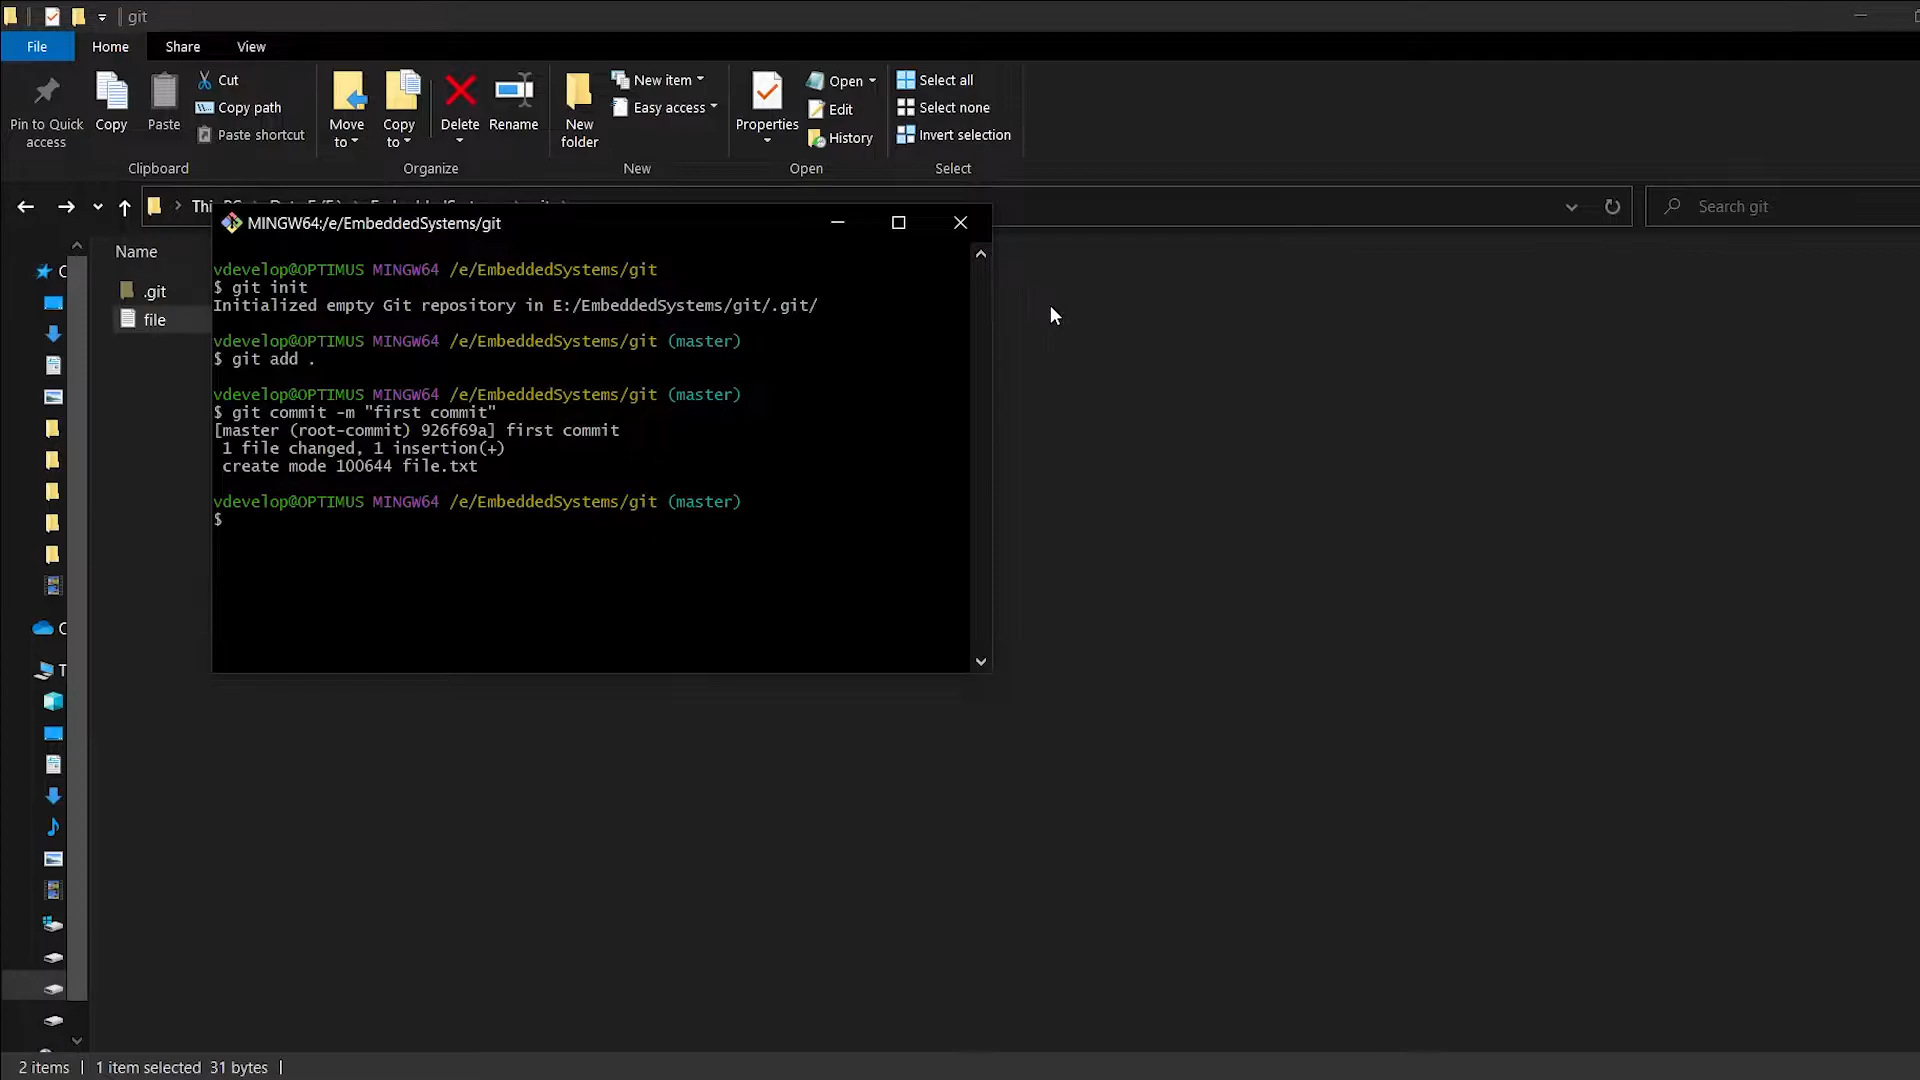 git
File
Home
Share
View
Pin to Quick
access
Copy
Paste
Cut
Copy path
Paste shortcut
Clipboard
Move
to
Copy
to
Delete
Rename
Organize
New
folder
New item
Easy access
New
Properties
Open
Edit
History
Open
Select all
Select none
Invert selection
Select
Search git
Name
.git
file
MINGW64:/e/EmbeddedSystems/git
vdevelop@OPTIMUS MINGW64 /e/EmbeddedSystems/git
$ git init
Initialized empty Git repository in E:/EmbeddedSystems/git/.git/
vdevelop@OPTIMUS MINGW64 /e/EmbeddedSystems/git (master)
$ git add .
vdevelop@OPTIMUS MINGW64 /e/EmbeddedSystems/git (master)
$ git commit -m "first commit"
[master (root-commit) 926f69a] first commit
1 file changed, 1 insertion(+)
create mode 100644 file.txt
vdevelop@OPTIMUS MINGW64 /e/EmbeddedSystems/git (master)
$
2 items
1 item selected 31 bytes